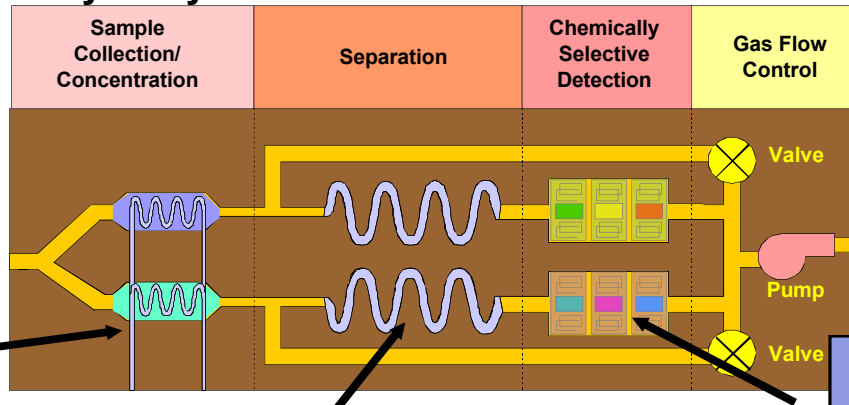 Sample
Collection/
Concentration
Separation
Chemically
Selective
Detection
Gas Flow
Control
Valve
Pump
Valve